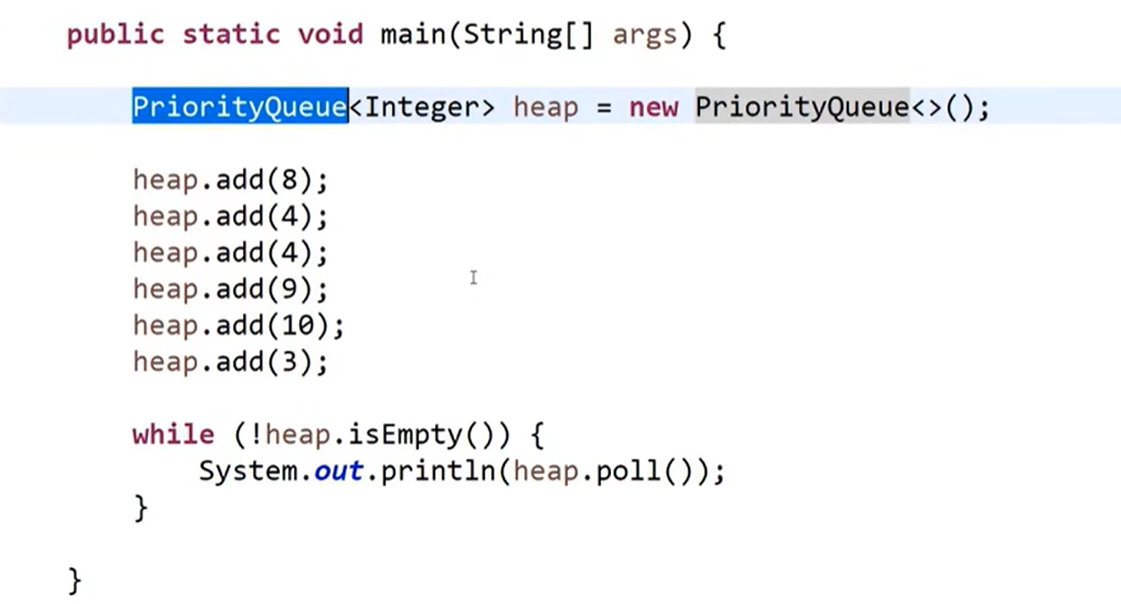 public static void main(String[] args) {
PriorityQueue<Integer> heap = new PriorityQueue<>();
heap.add(8);
heap.add(4);
heap.add(4);
heap.add(9);
heap.add(10);
heap.add(3);
while (!heap.isEmpty()) {
System.out.println(heap.poll());
}
}